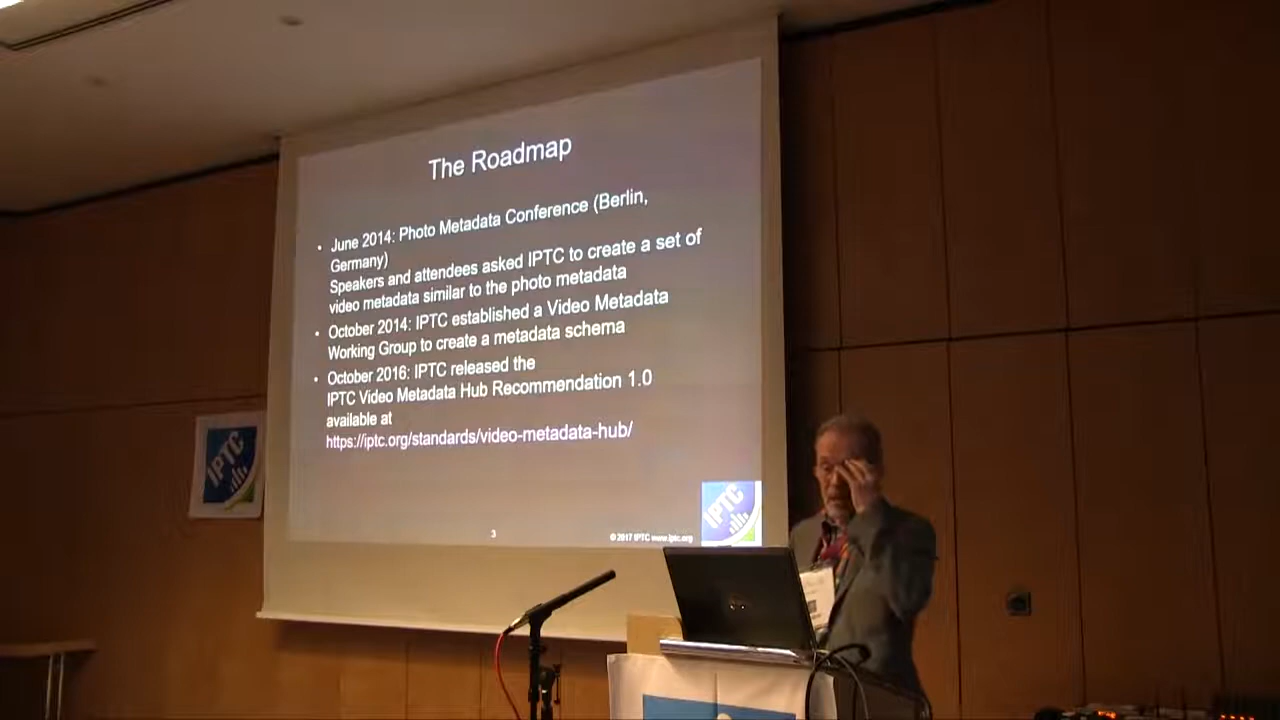 The Roadmap
• June 2014: Photo Metadata Conference (Berlin,
Germany)
Speakers and attendees asked IPTC to create a set of
video metadata similar to the photo metadata
• October 2014: IPTC established a Video Metadata
Working Group to create a metadata schema
• October 2016: IPTC released the
IPTC Video Metadata Hub Recommendation 1.0
available at
https://iptc.org/standards/video-metadata-hub/
3
© 2017 IPTC www.iptc.org
IPTC
IPTC